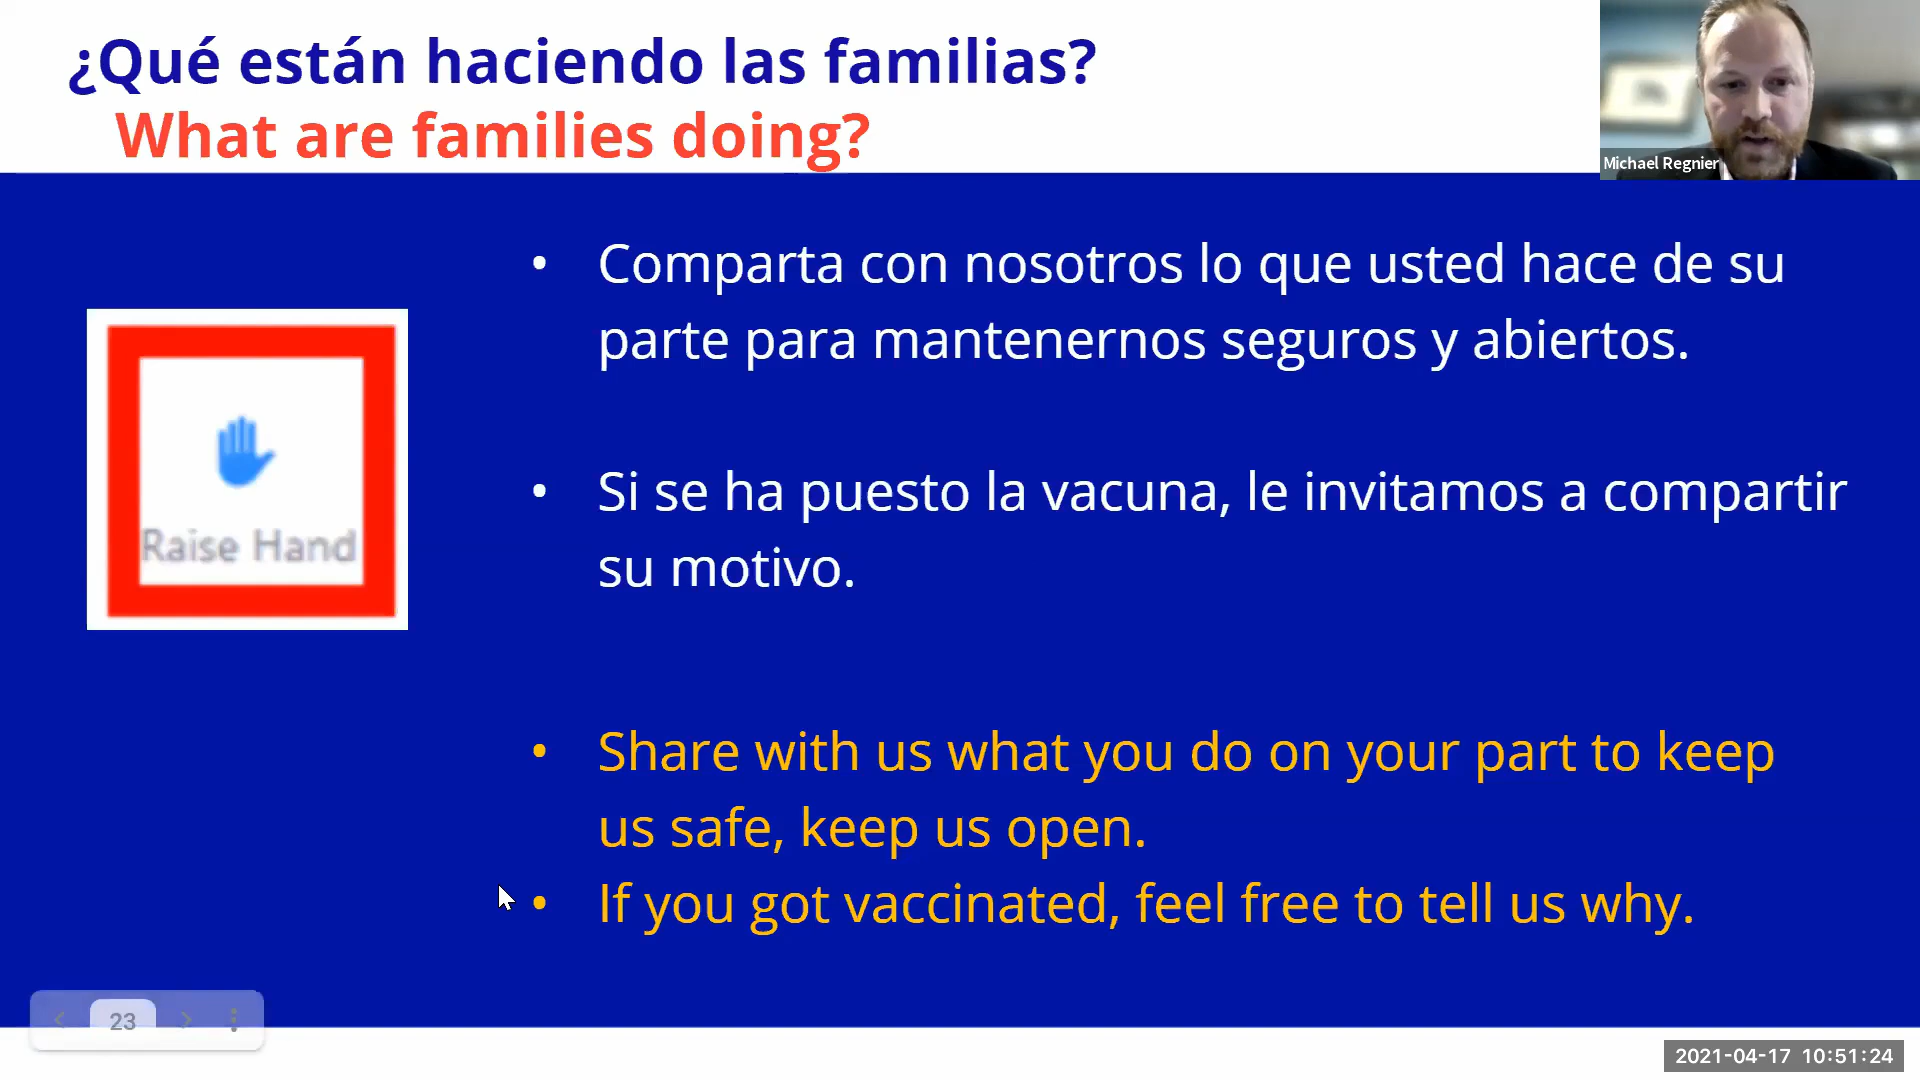 ¿Qué están haciendo las familias?
What are families doing?
Michael Regnier
Raise Hand
• Comparta con nosotros lo que usted hace de su
parte para mantenernos seguros y abiertos.
• Si se ha puesto la vacuna, le invitamos a compartir
su motivo.
• Share with us what you do on your part to keep
us safe, keep us open.
• If you got vaccinated, feel free to tell us why.
23
2021-04-17 10:51:24